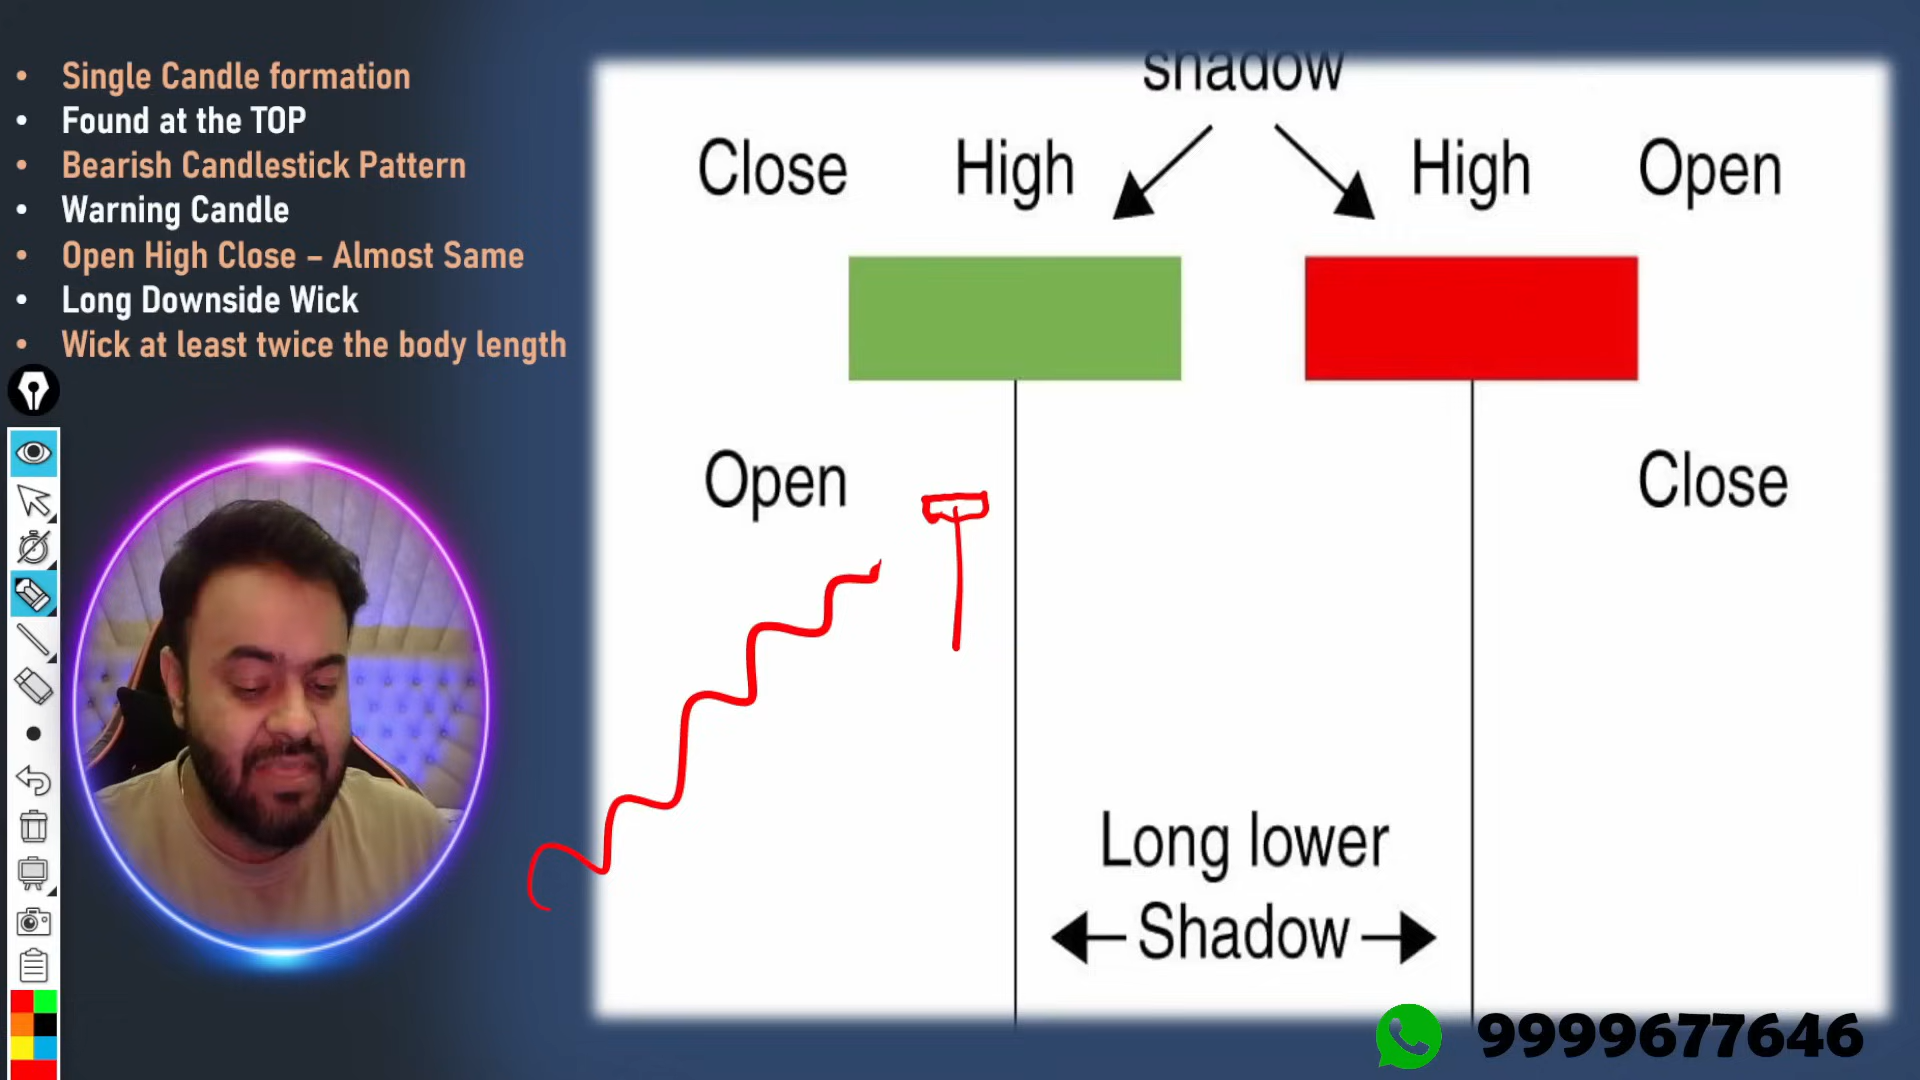 • Single Candle formation
• Found at the TOP
• Bearish Candlestick Pattern
• Warning Candle
• Open High Close – Almost Same
• Long Downside Wick
• Wick at least twice the body length
shadow
Close High High Open
Open Close
Long lower
Shadow
9999677646